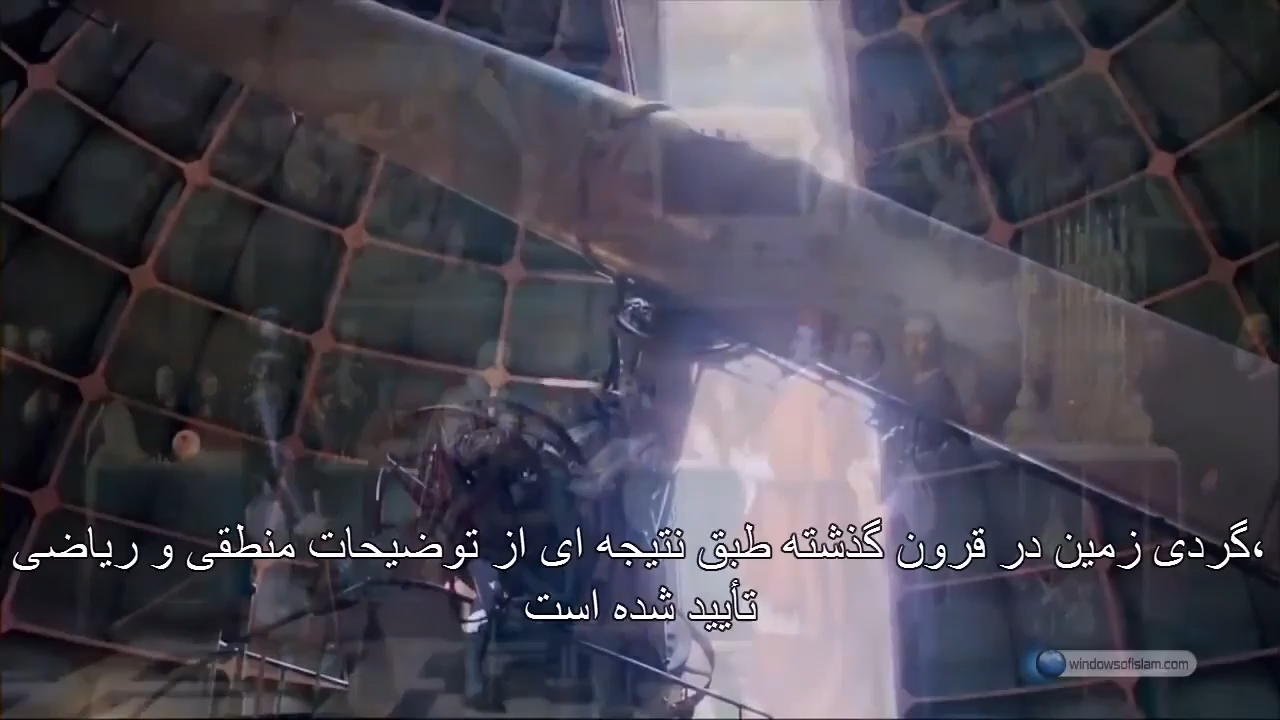 ،گردی زمین در قرون گذشته طبق نتیجه ای از توضیحات منطقی و ریاضی
تأیید شده است
windowsofislam.com